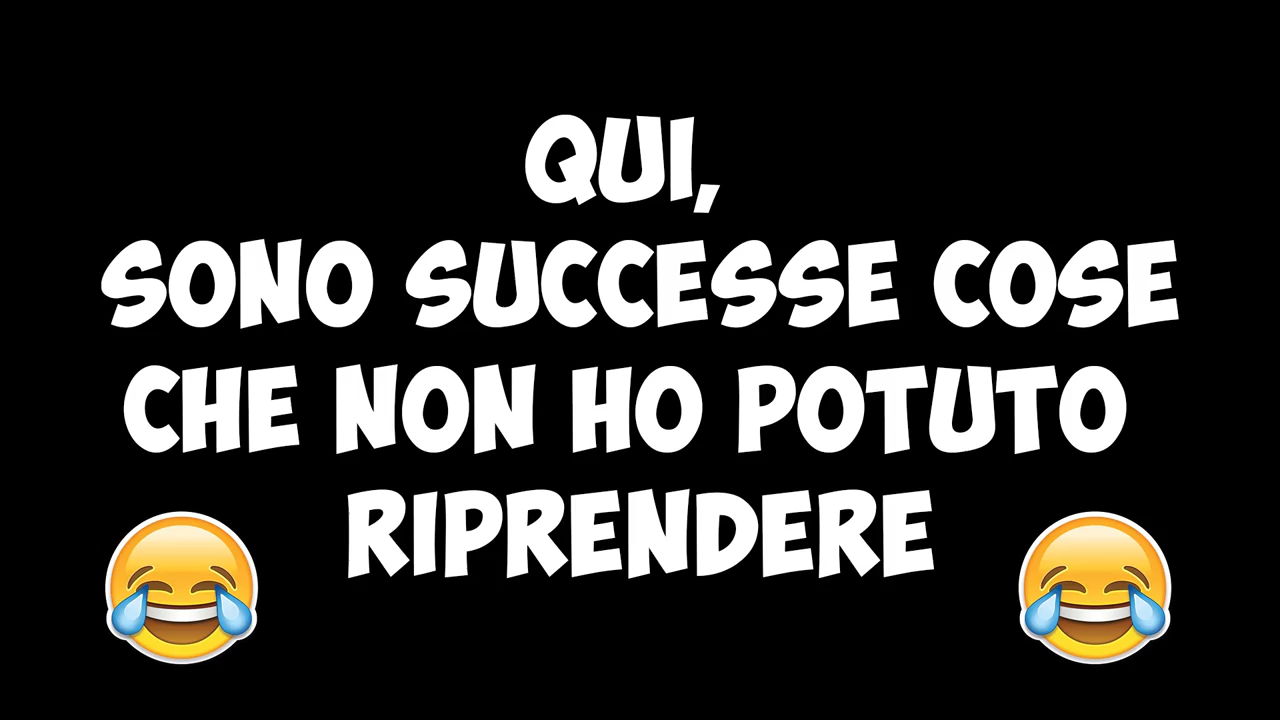 QUI,
SONO SUCCESSE COSE
CHE NON HO POTUTO
RIPRENDERE